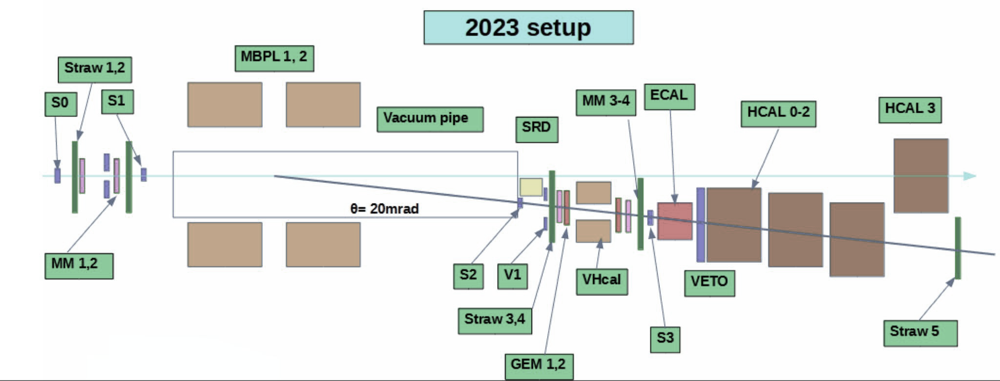 2023 setup
MBPL 1, 2
Straw 1,2
S0
S1
Vacuum pipe
SRD
MM 3-4
ECAL
HCAL 0-2
HCAL 3
θ= 20mrad
MM 1,2
S2
V1
VHcal
VETO
Straw 3,4
S3
Straw 5
GEM 1,2